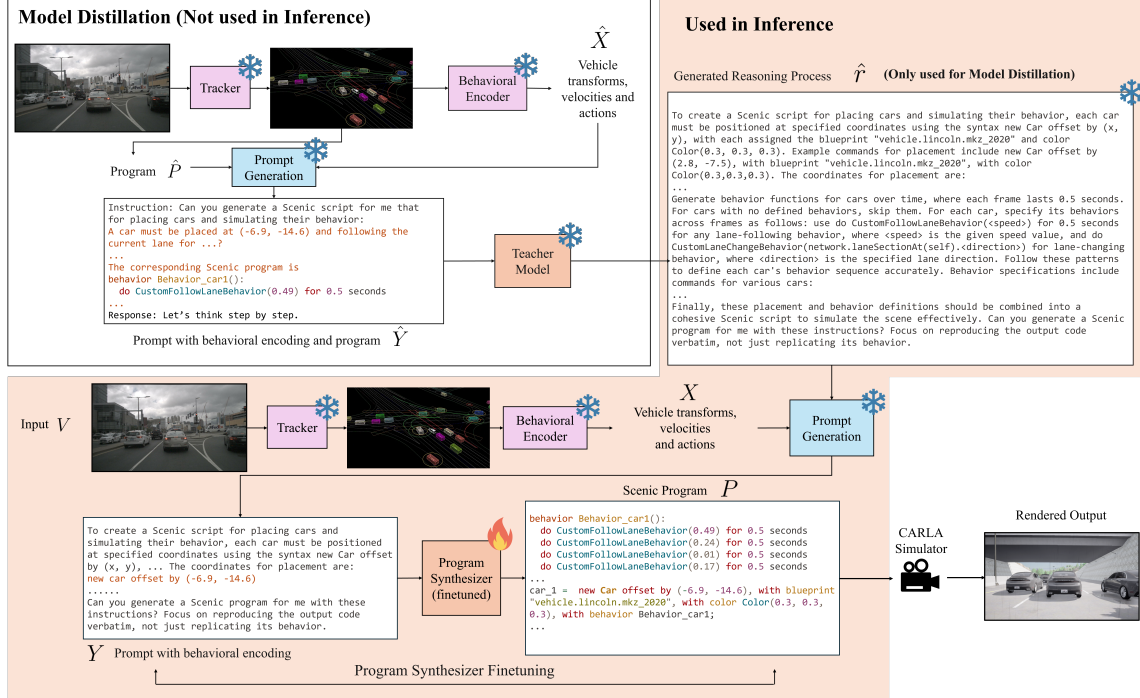 Model Distillation (Not used in Inference)
Tracker
Behavioral
Encoder
X̂
Vehicle
transforms,
velocities and
actions
Program P̂
Prompt
Generation
Instruction: Can you generate a Scenic script for me that
for placing cars and simulating their behavior:
A car must be placed at (-6.9, -14.6) and following the
current lane for ...?
...
The corresponding Scenic program is
behavior Behavior_car1():
do CustomFollowLaneBehavior(0.49) for 0.5 seconds
...
Response: Let’s think step by step.
Prompt with behavioral encoding and program Ŷ
Teacher
Model
Used in Inference
Generated Reasoning Process r̂ (Only used for Model Distillation)
To create a Scenic script for placing cars and simulating their behavior, each car
must be positioned at specified coordinates using the syntax new Car offset by (x,
y), with each assigned the blueprint "vehicle.lincoln.mkz_2020" and color
Color(0.3, 0.3, 0.3). Example commands for placement include new Car offset by
(2.8, -7.5), with blueprint "vehicle.lincoln.mkz_2020", with color
Color(0.3,0.3,0.3). The coordinates for placement are:
...
Generate behavior functions for cars over time, where each frame lasts 0.5 seconds.
For cars with no defined behaviors, skip them. For each car, specify its behaviors
across frames as follows: use do CustomFollowLaneBehavior(<speed>) for 0.5 seconds
for any lane-following behavior, where <speed> is the given speed value, and do
CustomLaneChangeBehavior(network.laneSectionAt(self).<direction>) for lane-changing
behavior, where <direction> is the specified lane direction. Follow these patterns
to define each car's behavior sequence accurately. Behavior specifications include
commands for various cars:
...
Finally, these placement and behavior definitions should be combined into a
cohesive Scenic script to simulate the scene effectively. Can you generate a Scenic
program for me with these instructions? Focus on reproducing the output code
verbatim, not just replicating its behavior.
Input V
Tracker
Behavioral
Encoder
X
Vehicle transforms,
velocities
and actions
Prompt
Generation
To create a Scenic script for placing cars and
simulating their behavior, each car must be positioned
at specified coordinates using the syntax new Car offset
by (x, y), ... The coordinates for placement are:
new car offset by (-6.9, -14.6)
......
Can you generate a Scenic program for me with these
instructions? Focus on reproducing the output code
verbatim, not just replicating its behavior.
Y Prompt with behavioral encoding
Program
Synthesizer
(finetuned)
Scenic Program P
behavior Behavior_car1():
do CustomFollowLaneBehavior(0.49) for 0.5 seconds
do CustomFollowLaneBehavior(0.24) for 0.5 seconds
do CustomFollowLaneBehavior(0.01) for 0.5 seconds
do CustomFollowLaneBehavior(0.17) for 0.5 seconds
...
car_1 = new Car offset by (-6.9, -14.6), with blueprint
"vehicle.lincoln.mkz_2020", with color Color(0.3, 0.3,
0.3), with behavior Behavior_car1;
...
Program Synthesizer Finetuning
CARLA
Simulator
Rendered Output